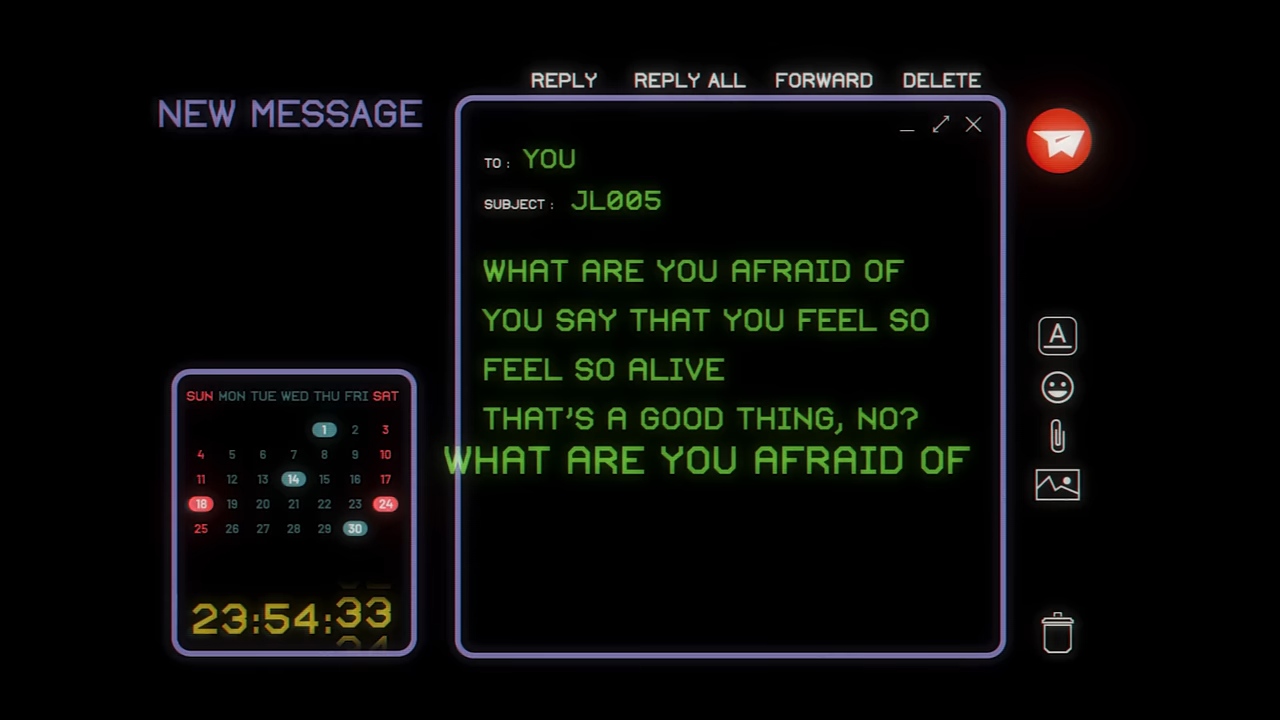 REPLY REPLY ALL FORWARD DELETE
NEW MESSAGE
TO : YOU
SUBJECT : JL005
WHAT ARE YOU AFRAID OF
YOU SAY THAT YOU FEEL SO
FEEL SO ALIVE
THAT'S A GOOD THING, NO?
WHAT ARE YOU AFRAID OF
SUN MON TUE WED THU FRI SAT
1 2 3
4 5 6 7 8 9 10
11 12 13 14 15 16 17
18 19 20 21 22 23 24
25 26 27 28 29 30
23:54:33
A